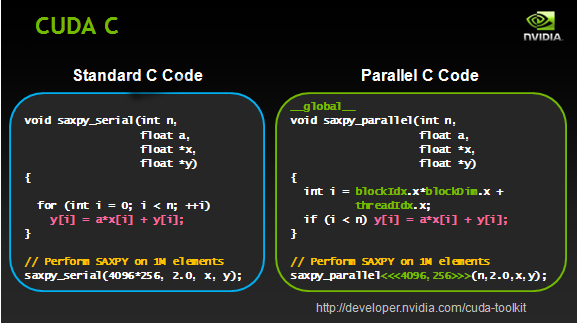 CUDA C
NVIDIA.
Standard C Code
void saxpy_serial(int n,
float a,
float *x,
float *y)
{
for (int i = 0; i < n; ++i)
y[i] = a*x[i] + y[i];
}
// Perform SAXPY on 1M elements
saxpy_serial(4096*256, 2.0, x, y);
Parallel C Code
__global__
void saxpy_parallel(int n,
float a,
float *x,
float *y)
{
int i = blockIdx.x*blockDim.x +
threadIdx.x;
if (i < n) y[i] = a*x[i] + y[i];
}
// Perform SAXPY on 1M elements
saxpy_parallel<<<4096,256>>>(n,2.0,x,y);
http://developer.nvidia.com/cuda-toolkit